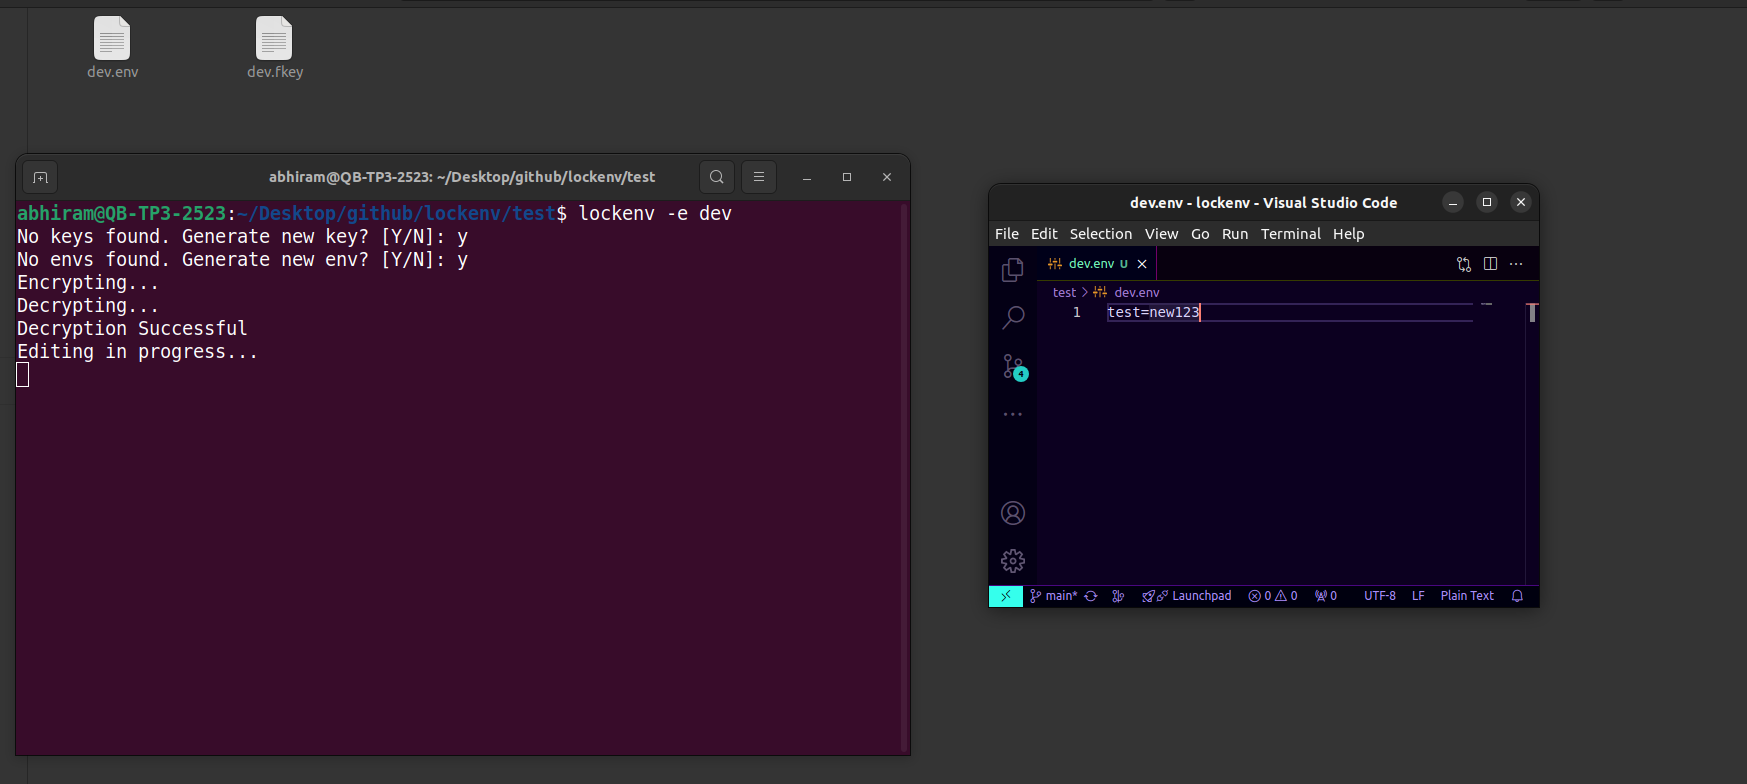 dev.env
dev.fkey
abhiram@QB-TP3-2523: ~/Desktop/github/lockenv/test
abhiram@QB-TP3-2523:~/Desktop/github/lockenv/test$ lockenv -e dev
No keys found. Generate new key? [Y/N]: y
No envs found. Generate new env? [Y/N]: y
Encrypting...
Decrypting...
Decryption Successful
Editing in progress...
dev.env - lockenv - Visual Studio Code
File Edit Selection View Go Run Terminal Help
dev.env U
test > dev.env
1 test=new123
4
main* Launchpad 0 0 0 UTF-8 LF Plain Text